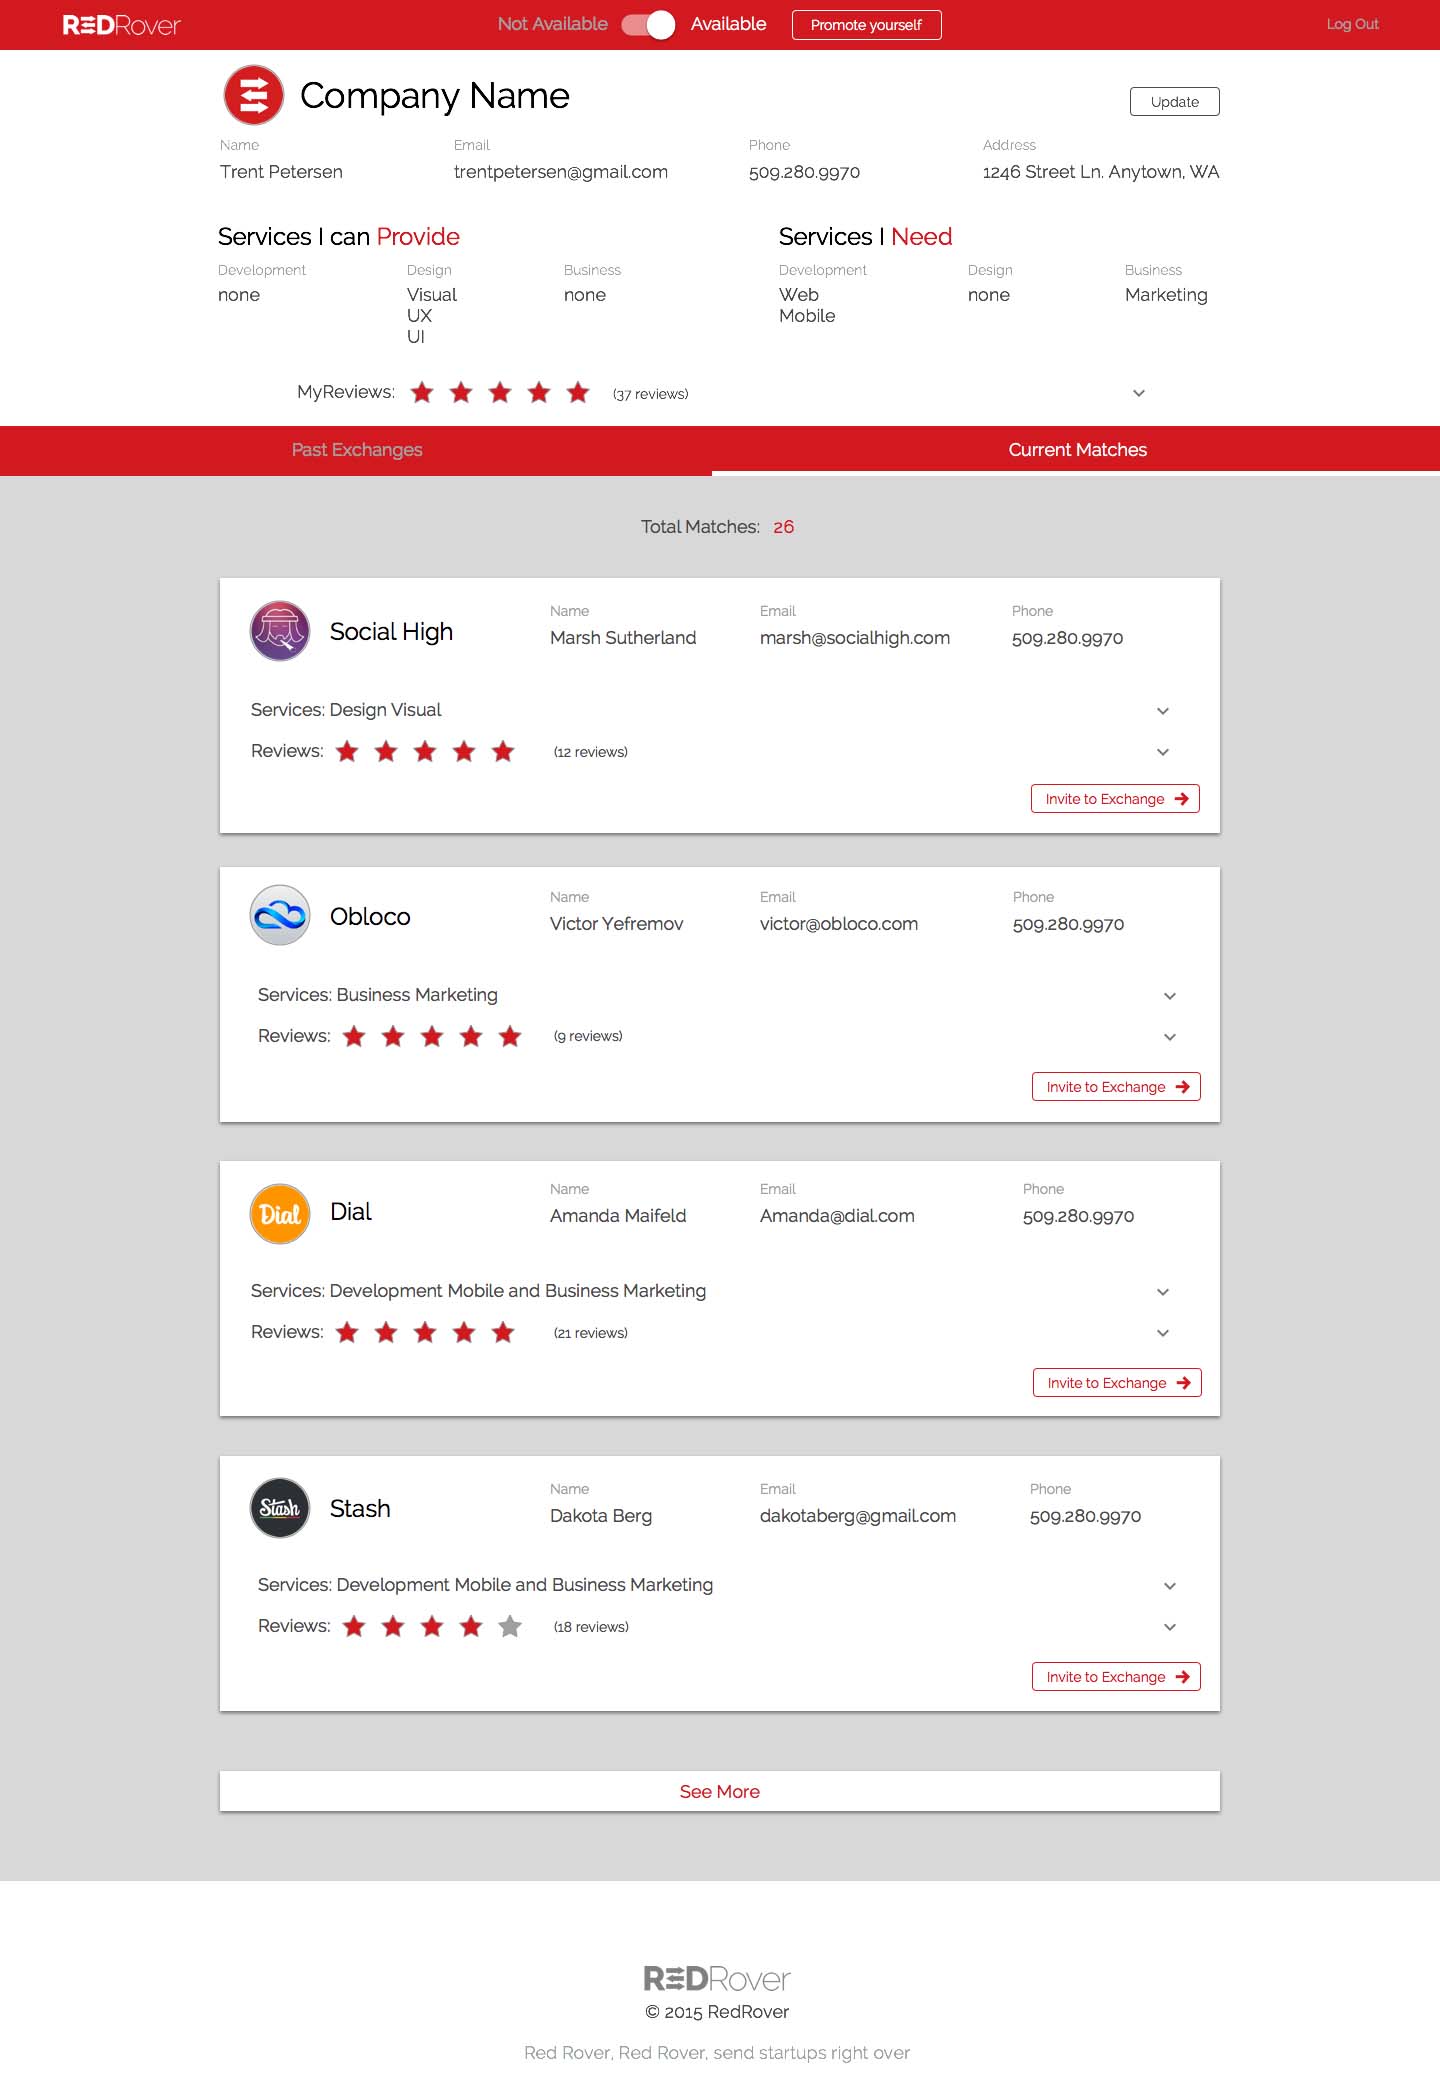 REDRover Not Available Available Promote yourself Log Out
Company Name Update
Name Email Phone Address
Trent Petersen trentpetersen@gmail.com 509.280.9970 1246 Street Ln. Anytown, WA
Services I can Provide Services I Need
Development Design Business Development Design Business
none Visual none Web none Marketing
UX Mobile
UI
MyReviews: (37 reviews)
Past Exchanges Current Matches
Total Matches: 26
Name Email Phone
Social High Marsh Sutherland marsh@socialhigh.com 509.280.9970
Services: Design Visual
Reviews: (12 reviews)
Invite to Exchange
Name Email Phone
Obloco Victor Yefremov victor@obloco.com 509.280.9970
Services: Business Marketing
Reviews: (9 reviews)
Invite to Exchange
Name Email Phone
Dial Dial Amanda Maifeld Amanda@dial.com 509.280.9970
Services: Development Mobile and Business Marketing
Reviews: (21 reviews)
Invite to Exchange
Name Email Phone
Stash Stash Dakota Berg dakotaberg@gmail.com 509.280.9970
Services: Development Mobile and Business Marketing
Reviews: (18 reviews)
Invite to Exchange
See More
REDRover
© 2015 RedRover
Red Rover, Red Rover, send startups right over